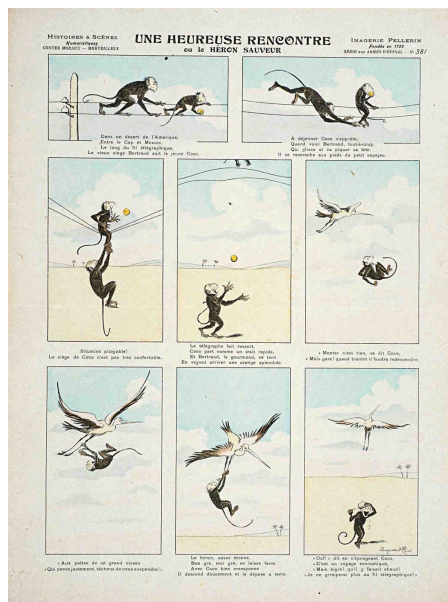 HISTOIRES & SCÈNES
Humoristiques
CONTES MORAUX — MERVEILLEUX
UNE HEUREUSE RENCONTRE
ou le HÉRON SAUVEUR
IMAGERIE PELLERIN
Fondée en 1796
SÉRIE AUX ARMES D'ÉPINAL. — Nº 381
Dans un désert de l'Amérique,
Entre le Cap et Mexico,
Le long du fil télégraphique,
Le vieux singe Bertrand suit le jeune Coco.
A déjeuner Coco s'apprête,
Quand voici Bertrand, tout-à-coup,
Qui glisse et va piquer sa tête
Il se raccroche aux pieds du petit sapajou.
Situation pitoyable!
Le siège de Coco n'est pas très confortable.
Le télégraphe fait ressort,
Coco part comme un trait rapide,
Et Bertrand, le gourmand, se tord
En voyant arriver une orange splendide.
« Monter n'est rien, se dit Coco,
« Mais gare! quand bientôt il faudra redescendre.
« Aux pattes de ce grand oiseau
« Qui passe justement, tâchons de nous suspendre! »
Le héron, assez étonné,
Bon gré, mal gré, se laisse faire.
Avec Coco bien cramponné
Il descend doucement et le dépose à terre.
« Ouf! » dit en s'épongeant Coco,
« C'est un voyage économique,
« Mais bigre! qu'il y faisait chaud!
« Je ne grimperai plus au fil télégraphique! »